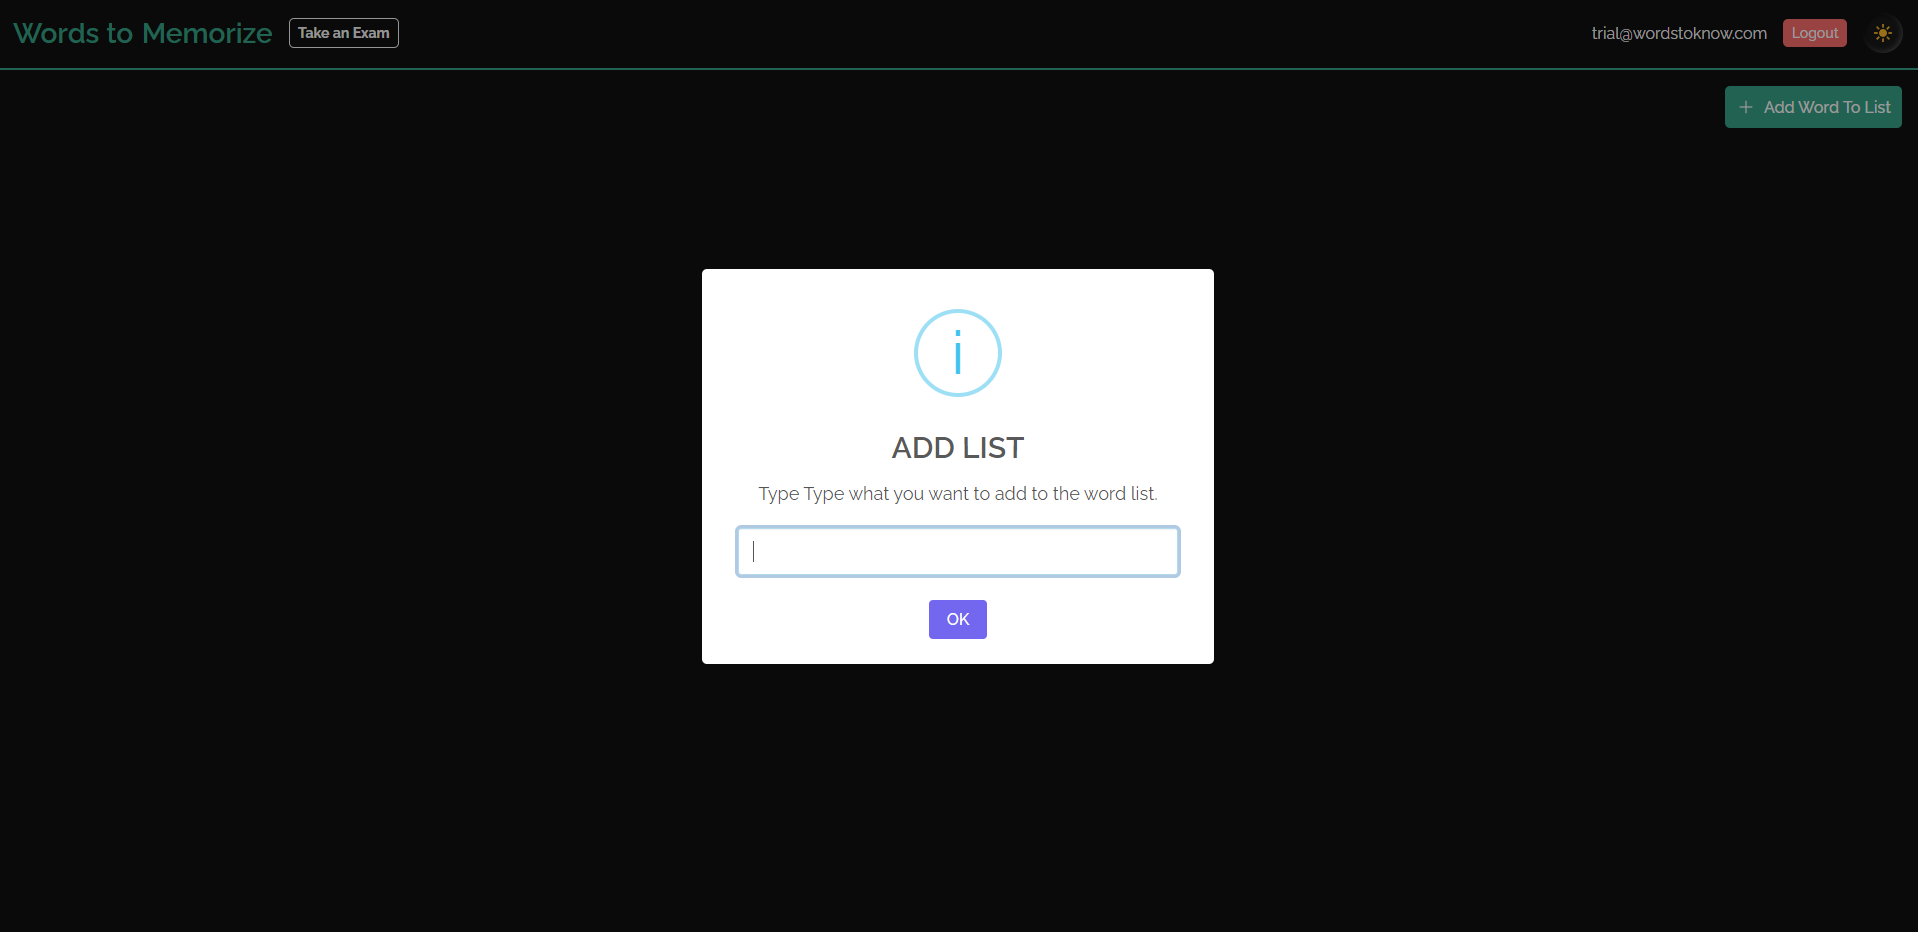 Words to Memorize
Take an Exam
trial@wordstoknow.com
Logout
+ Add Word To List
i
ADD LIST
Type Type what you want to add to the word list.
OK